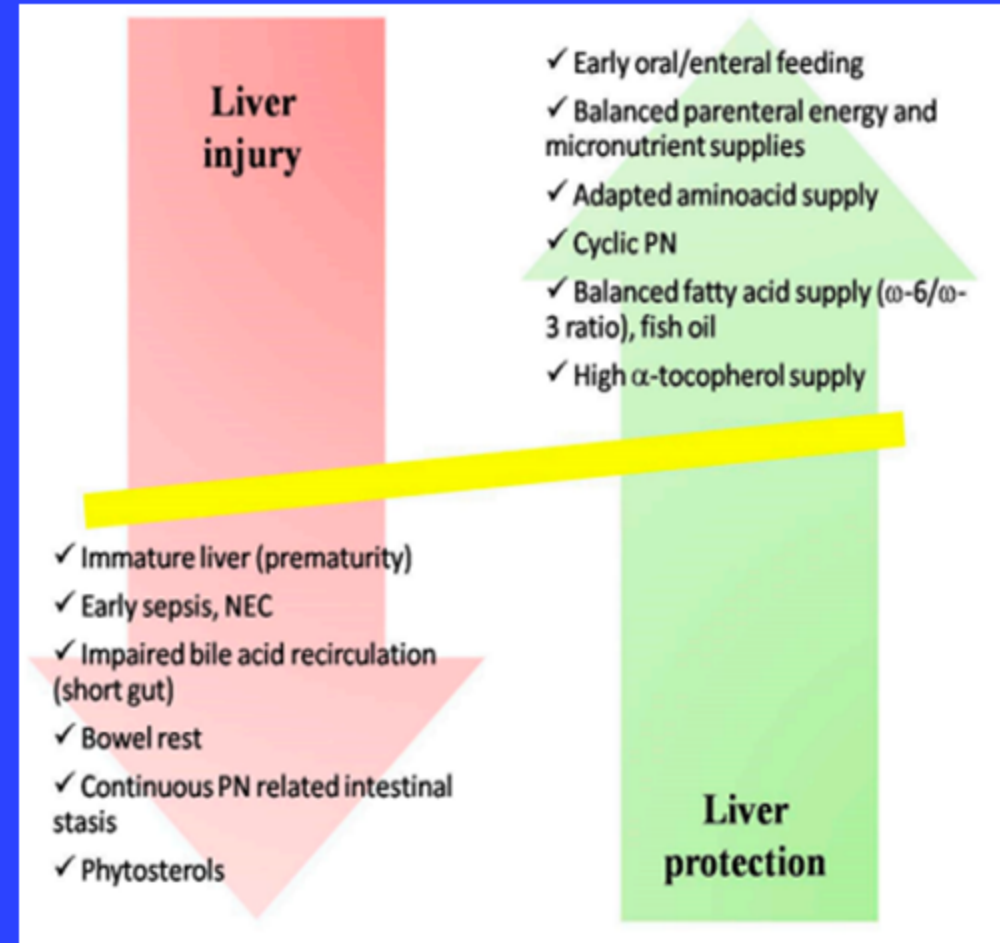 Liver
injury
✓ Immature liver (prematurity)
✓ Early sepsis, NEC
✓ Impaired bile acid recirculation
(short gut)
✓ Bowel rest
✓ Continuous PN related intestinal
stasis
✓ Phytosterols
✓ Early oral/enteral feeding
✓ Balanced parenteral energy and
micronutrient supplies
✓ Adapted aminoacid supply
✓ Cyclic PN
✓ Balanced fatty acid supply (ω-6/ω-
3 ratio), fish oil
✓ High α-tocopherol supply
Liver
protection